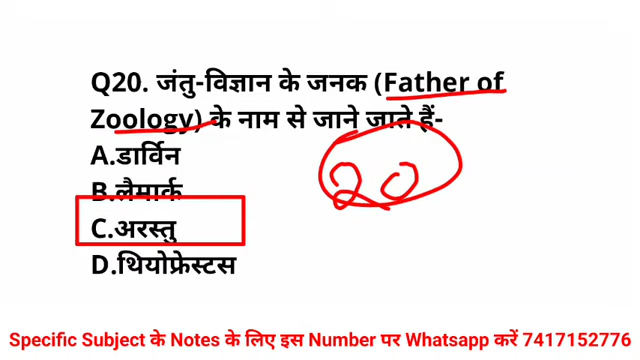 Q20. जंतु-विज्ञान के जनक (Father of
Zoology) के नाम से जाने जाते हैं-
A.डार्विन
20
B.लैमार्क
C.अरस्तु
D.थियोफ्रेस्टस
Specific Subject के Notes के लिए इस Number पर Whatsapp करें 7417152776